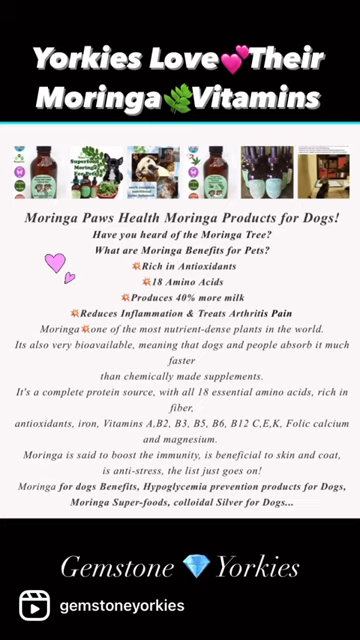 Yorkies Love💕Their
Moringa🌿Vitamins
Moringa Paws Health Moringa Products for Dogs!
Have you heard of the Moringa Tree?
What are Moringa Benefits for Pets?
💥Rich in Antioxidants
💥18 Amino Acids
💥Produces 40% more milk
💥Reduces Inflammation & Treats Arthritis Pain
Moringa💥one of the most nutrient-dense plants in the world.
Its also very bioavailable, meaning that dogs and people absorb it much
faster
than chemically made supplements.
It's a complete protein source, with all 18 essential amino acids, rich in
fiber,
antioxidants, iron, Vitamins A,B2, B3, B5, B6, B12 C,E,K, Folic calcium
and magnesium.
Moringa is said to boost the immunity, is beneficial to skin and coat,
is anti-stress, the list just goes on!
Moringa for dogs Benefits, Hypoglycemia prevention products for Dogs,
Moringa Super-foods, colloidal Silver for Dogs...
Gemstone 💎 Yorkies
gemstoneyorkies